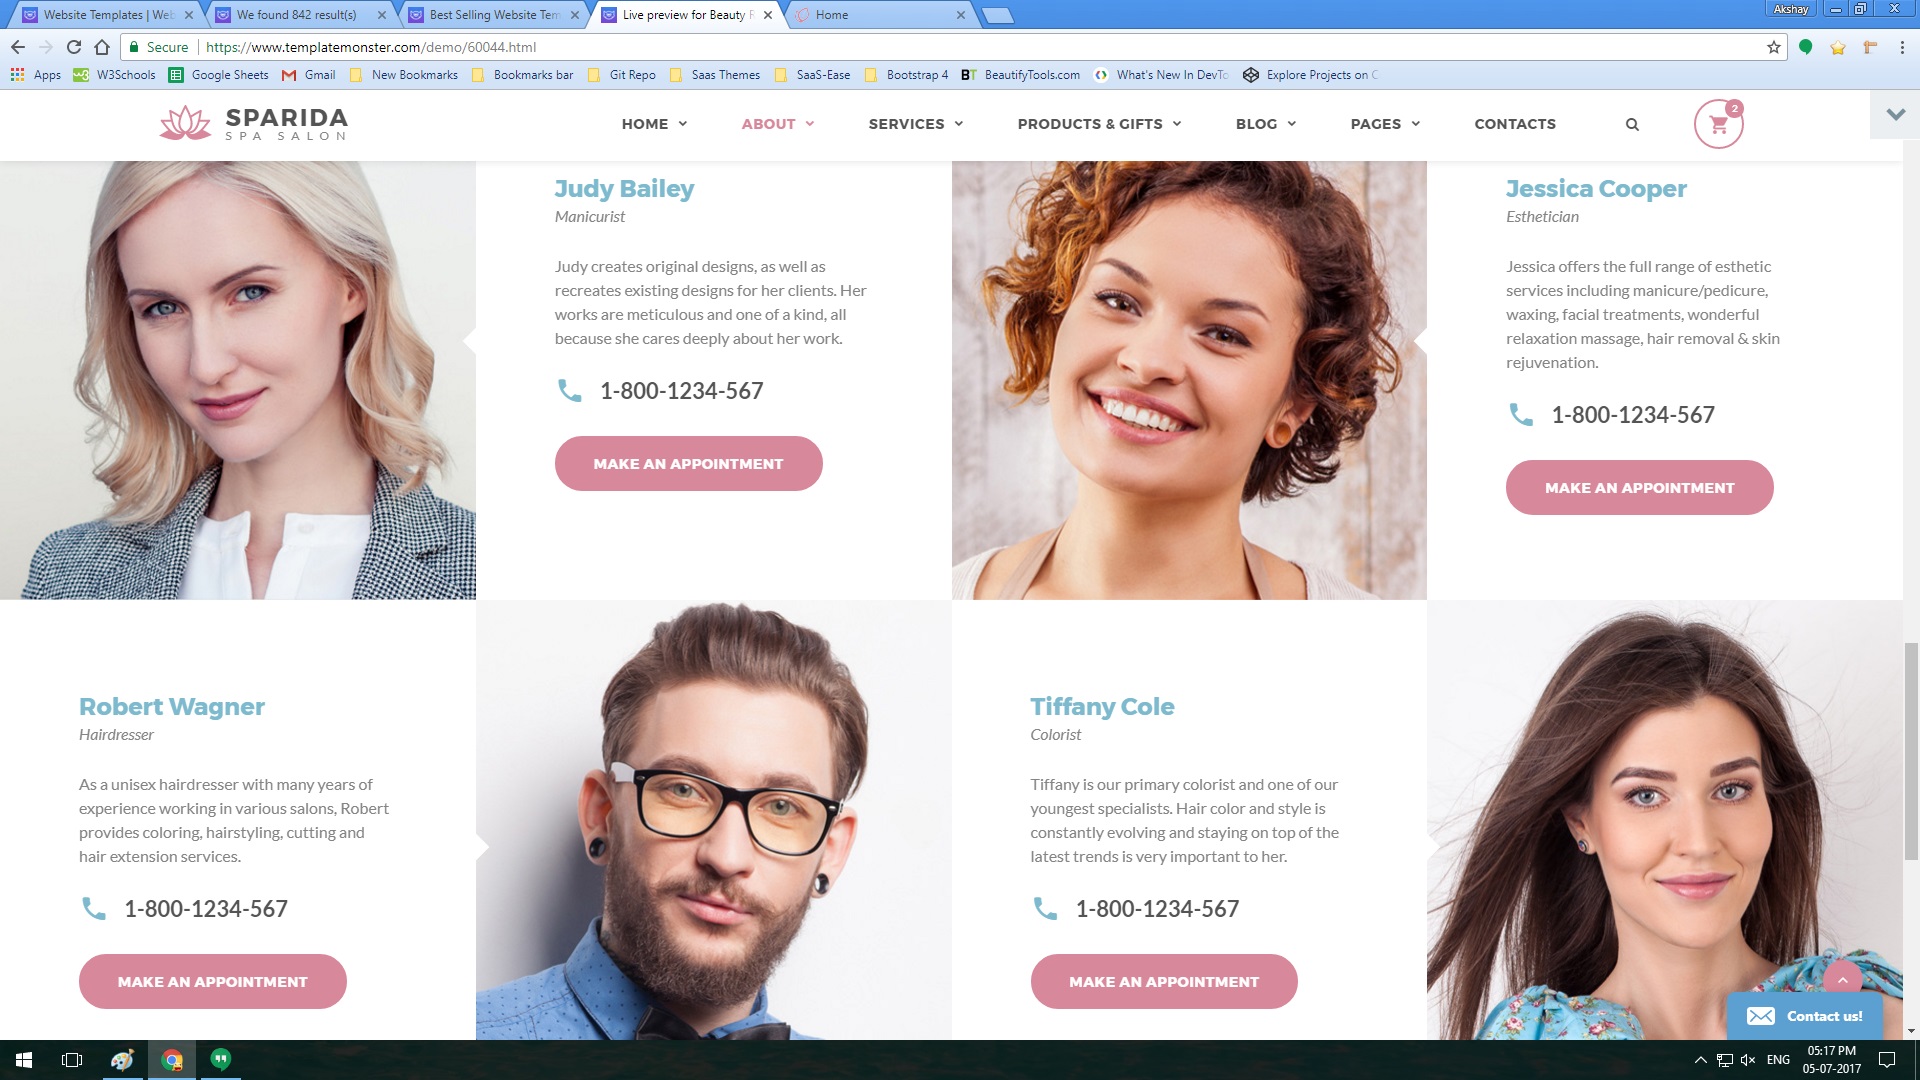 Akshay
Website Templates | Web
We found 842 result(s)
Best Selling Website Tem
Live preview for Beauty R
Home
Secure
https://www.templatemonster.com/demo/60044.html
Apps
W3Schools
Google Sheets
Gmail
New Bookmarks
Bookmarks bar
Git Repo
Saas Themes
SaaS-Ease
Bootstrap 4
BT BeautifyTools.com
What's New In DevTo
Explore Projects on C
SPARIDA
SPA SALON
HOME
ABOUT
SERVICES
PRODUCTS & GIFTS
BLOG
PAGES
CONTACTS
2
Judy Bailey
Manicurist
Judy creates original designs, as well as
recreates existing designs for her clients. Her
works are meticulous and one of a kind, all
because she cares deeply about her work.
1-800-1234-567
MAKE AN APPOINTMENT
Jessica Cooper
Esthetician
Jessica offers the full range of esthetic
services including manicure/pedicure,
waxing, facial treatments, wonderful
relaxation massage, hair removal & skin
rejuvenation.
1-800-1234-567
MAKE AN APPOINTMENT
Robert Wagner
Hairdresser
As a unisex hairdresser with many years of
experience working in various salons, Robert
provides coloring, hairstyling, cutting and
hair extension services.
1-800-1234-567
MAKE AN APPOINTMENT
Tiffany Cole
Colorist
Tiffany is our primary colorist and one of our
youngest specialists. Hair color and style is
constantly evolving and staying on top of the
latest trends is very important to her.
1-800-1234-567
MAKE AN APPOINTMENT
Contact us!
ENG
05:17 PM
05-07-2017